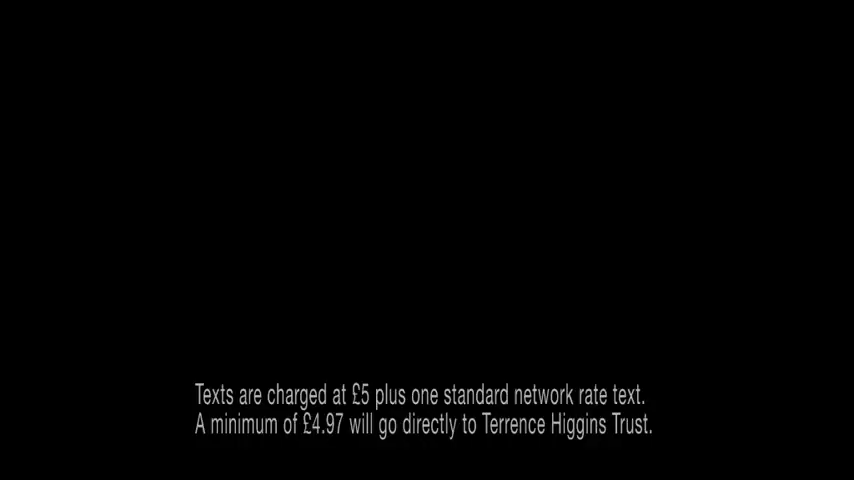 Texts are charged at £5 plus one standard network rate text.
A minimum of £4.97 will go directly to Terrence Higgins Trust.